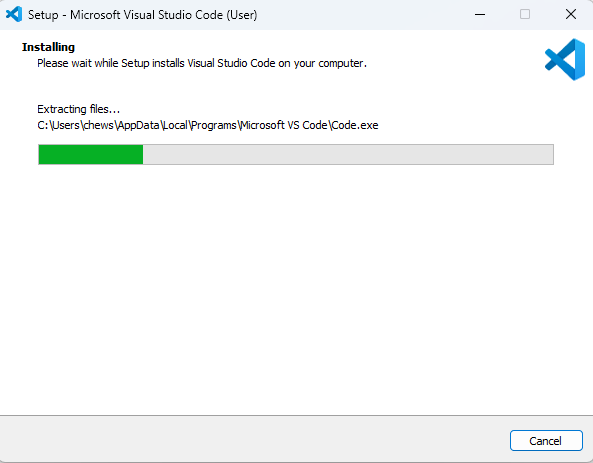 Setup - Microsoft Visual Studio Code (User)
Installing
Please wait while Setup installs Visual Studio Code on your computer.
Extracting files...
C:\Users\chews\AppData\Local\Programs\Microsoft VS Code\Code.exe
Cancel